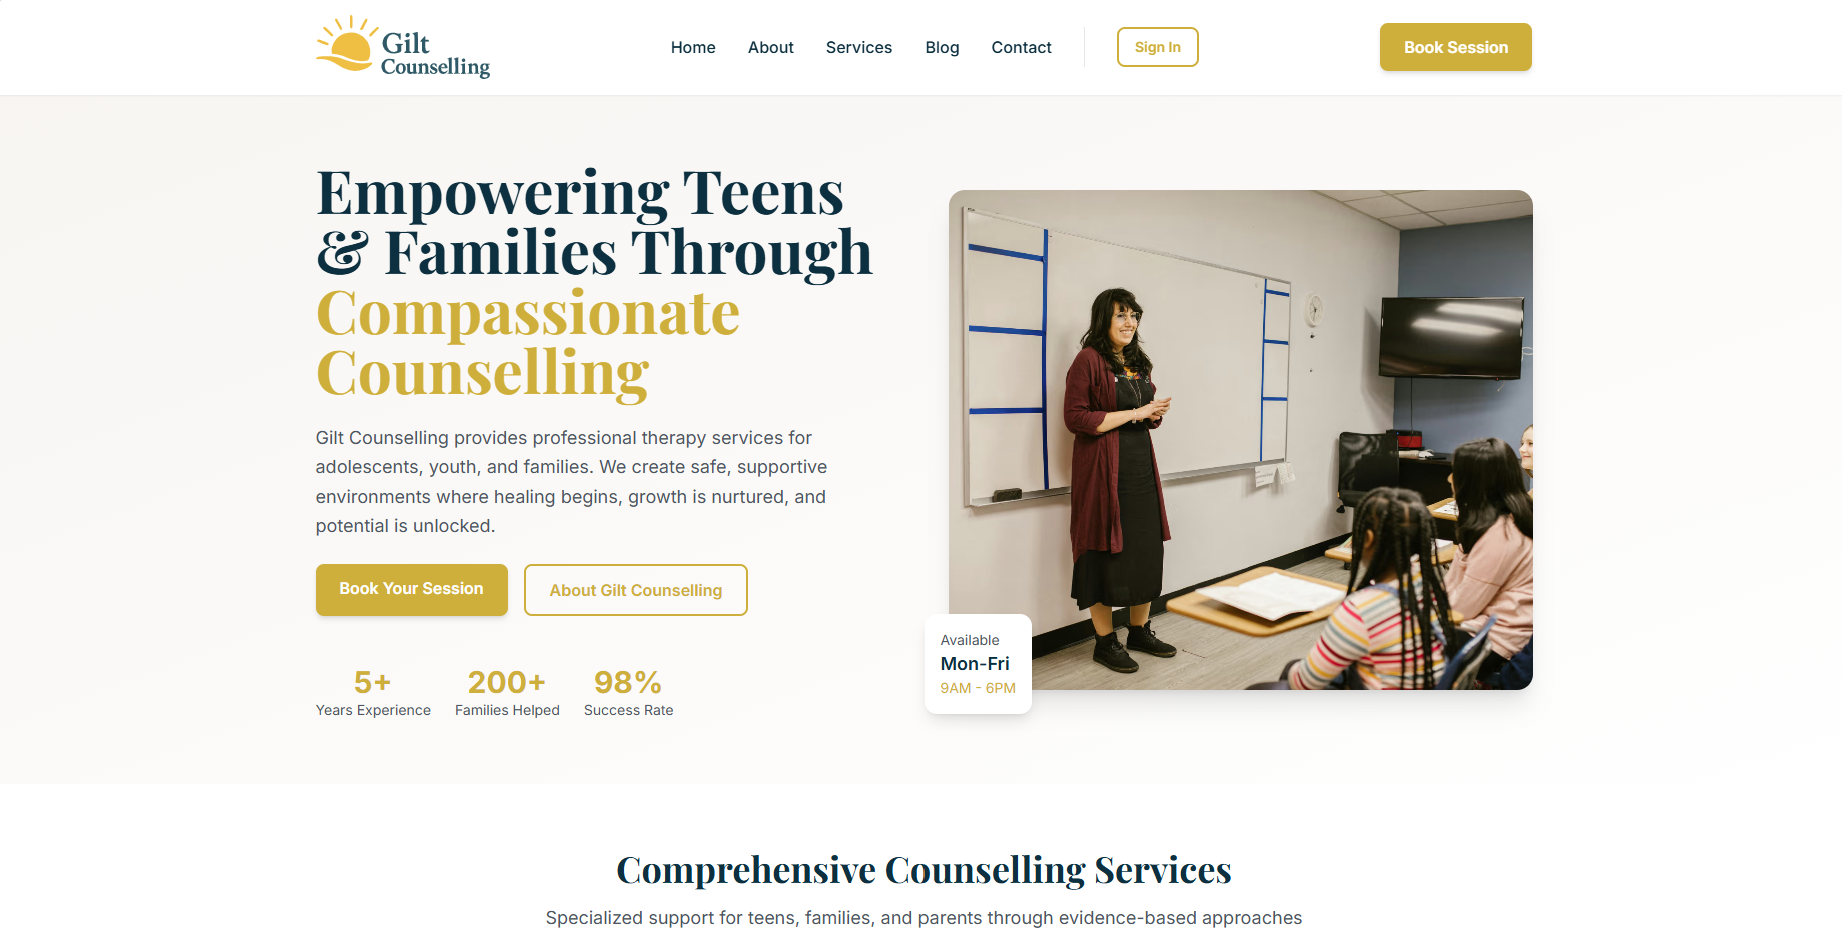 Gilt
Counselling
Home
About
Services
Blog
Contact
Sign In
Book Session
Empowering Teens
& Families Through
Compassionate
Counselling
Gilt Counselling provides professional therapy services for
adolescents, youth, and families. We create safe, supportive
environments where healing begins, growth is nurtured, and
potential is unlocked.
Book Your Session
About Gilt Counselling
5+
Years Experience
200+
Families Helped
98%
Success Rate
Available
Mon-Fri
9AM - 6PM
Comprehensive Counselling Services
Specialized support for teens, families, and parents through evidence-based approaches